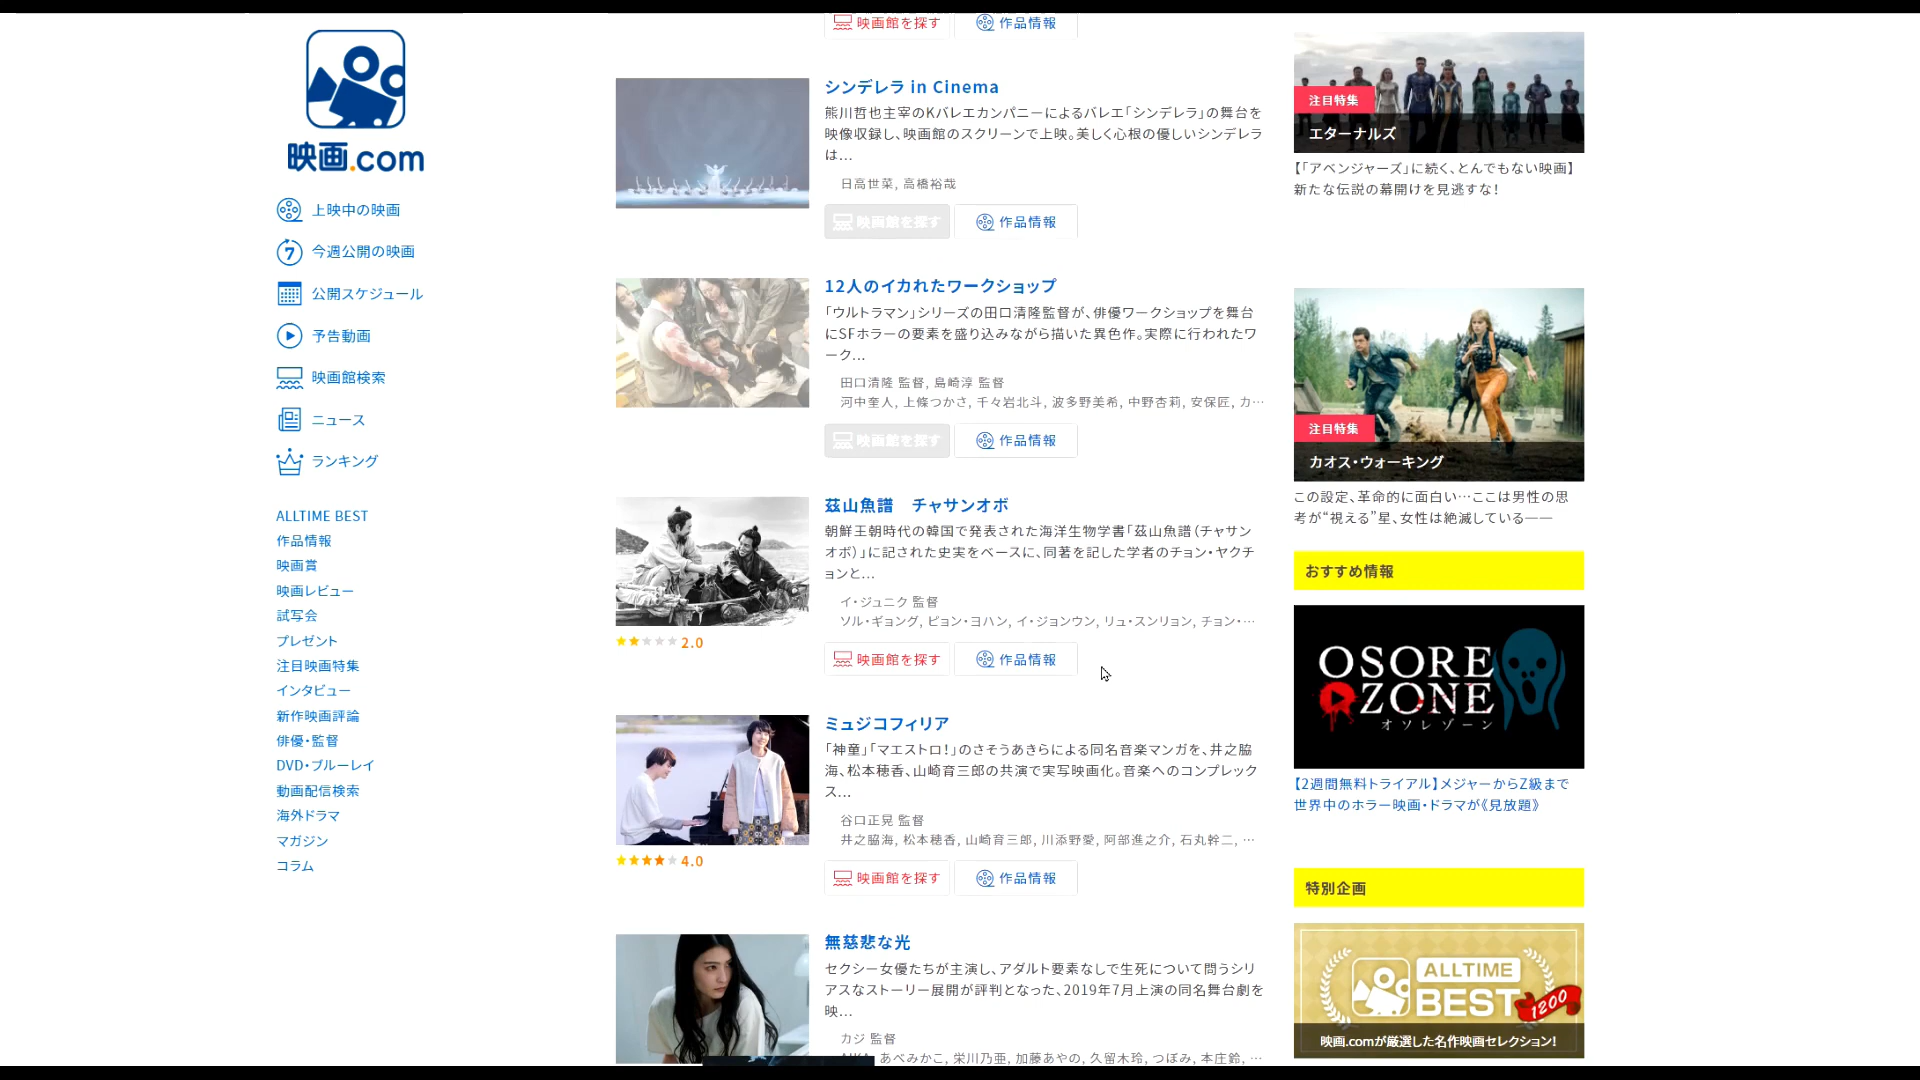 映画.com
上映中の映画
7
今週公開の映画
公開スケジュール
予告動画
映画館検索
ニュース
ランキング
ALLTIME BEST
作品情報
映画賞
映画レビュー
試写会
プレゼント
注目映画特集
インタビュー
新作映画評論
俳優・監督
DVD・ブルーレイ
動画配信検索
海外ドラマ
マガジン
コラム
映画館を探す
作品情報
シンデレラ in Cinema
熊川哲也主宰のKバレエカンパニーによるバレエ「シンデレラ」の舞台を
映像収録し、映画館のスクリーンで上映。美しく心根の優しいシンデレラ
は…
日高世菜, 高橋裕哉
映画館を探す
作品情報
12人のイカれたワークショップ
「ウルトラマン」シリーズの田口清隆監督が、俳優ワークショップを舞台
にSFホラーの要素を盛り込みながら描いた異色作。実際に行われたワ
ーク…
田口清隆 監督, 島崎淳 監督
河中奎人, 上條つかさ, 千々岩北斗, 波多野美希, 中野杏莉, 安保匠, カ…
映画館を探す
作品情報
茲山魚譜　チャサンオボ
朝鮮王朝時代の韓国で発表された海洋生物学書「茲山魚譜（チャサン
オボ）」に記された史実をベースに、同著を記した学者のチョン・ヤクチ
ョンと…
イ・ジュニク 監督
ソル・ギョング, ピョン・ヨハン, イ・ジョンウン, リュ・スンリョン, チョン・…
2.0
映画館を探す
作品情報
ミュジコフィリア
「神童」「マエストロ！」のさそうあきらによる同名音楽マンガを、井之脇
海、松本穂香、山崎育三郎の共演で実写映画化。音楽へのコンプレック
ス…
谷口正晃 監督
井之脇海, 松本穂香, 山崎育三郎, 川添野愛, 阿部進之介, 石丸幹二, …
4.0
映画館を探す
作品情報
無慈悲な光
セクシー女優たちが主演し、アダルト要素なしで生死について問うシリ
アスなストーリー展開が評判となった、2019年7月上演の同名舞台劇を
映…
カジ 監督
あべみかこ, 栄川乃亜, 加藤あやの, 久留木玲, つぼみ, 本庄鈴, …
注目特集
エターナルズ
【「アベンジャーズ」に続く、とんでもない映画】
新たな伝説の幕開けを見逃すな！
注目特集
カオス・ウォーキング
この設定、革命的に面白い…ここは男性の思
考が“視える”星、女性は絶滅している――
おすすめ情報
OSORE
ZONE
オソレゾーン
【2週間無料トライアル】メジャーからZ級まで
世界中のホラー映画・ドラマが《見放題》
特別企画
ALLTIME
BEST
1200
映画.comが厳選した名作映画セレクション！